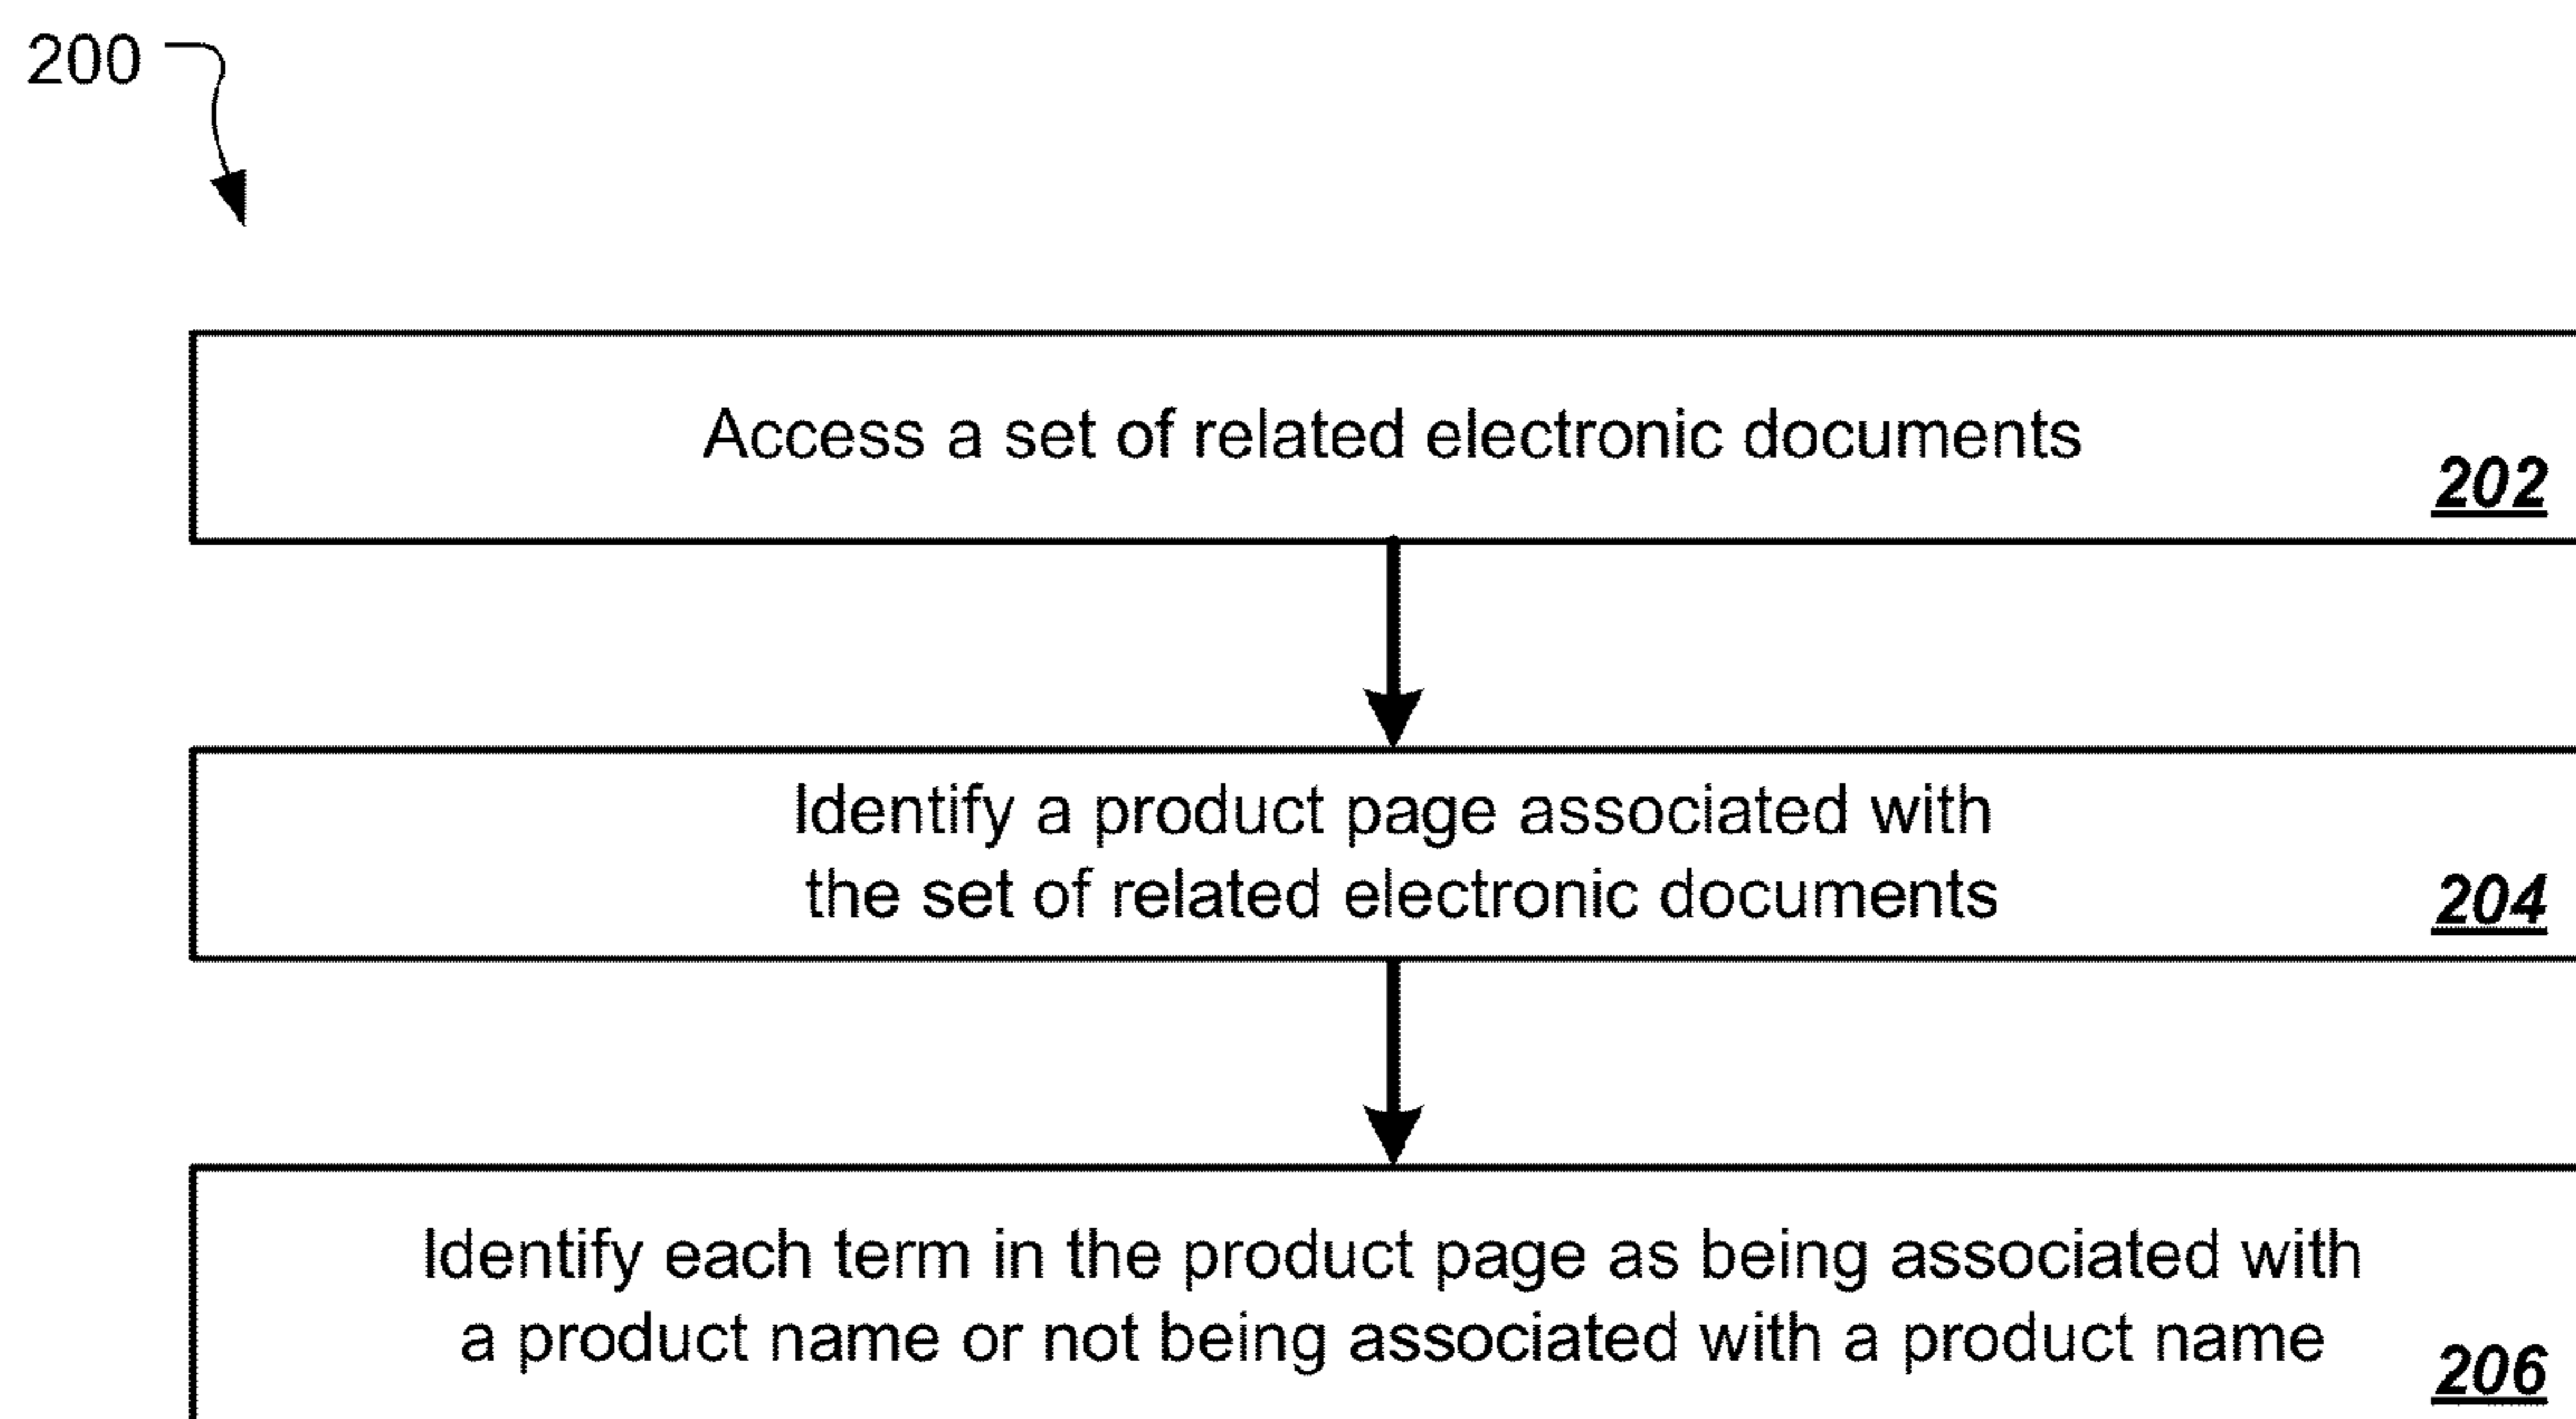 200
Access a set of related electronic documents
202
Identify a product page associated with
the set of related electronic documents
204
Identify each term in the product page as being associated with
a product name or not being associated with a product name
206